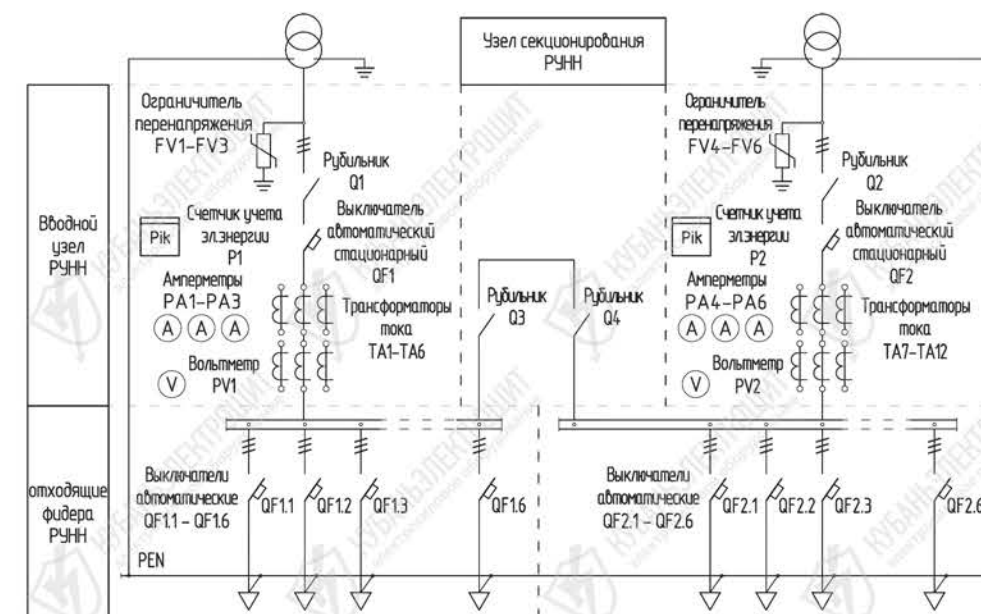 Узел секционирования
РУНН
Вводной
узел
РУНН
Ограничитель
перенапряжения
FV1-FV3
Рубильник
Q1
Счетчик учета
эл.энергии
P1
Pik
Выключатель
автоматический
стационарный
QF1
Амперметры
PA1-PA3
A A A
Трансформаторы
тока
TA1-TA6
Вольтметр
PV1
V
Рубильник
Q3
Рубильник
Q4
Ограничитель
перенапряжения
FV4-FV6
Рубильник
Q2
Счетчик учета
эл.энергии
P2
Pik
Выключатель
автоматический
стационарный
QF2
Амперметры
PA4-PA6
A A A
Трансформаторы
тока
TA7-TA12
Вольтметр
PV2
V
отходящие
фидера
РУНН
Выключатели
автоматические
QF1.1 - QF1.6
QF1.1 QF1.2 QF1.3 QF1.6
Выключатели
автоматические
QF2.1 - QF2.6
QF2.1 QF2.2 QF2.3 QF2.6
PEN
КУБАНЬЭЛЕКТРОЩИТ
электрощитовое оборудование